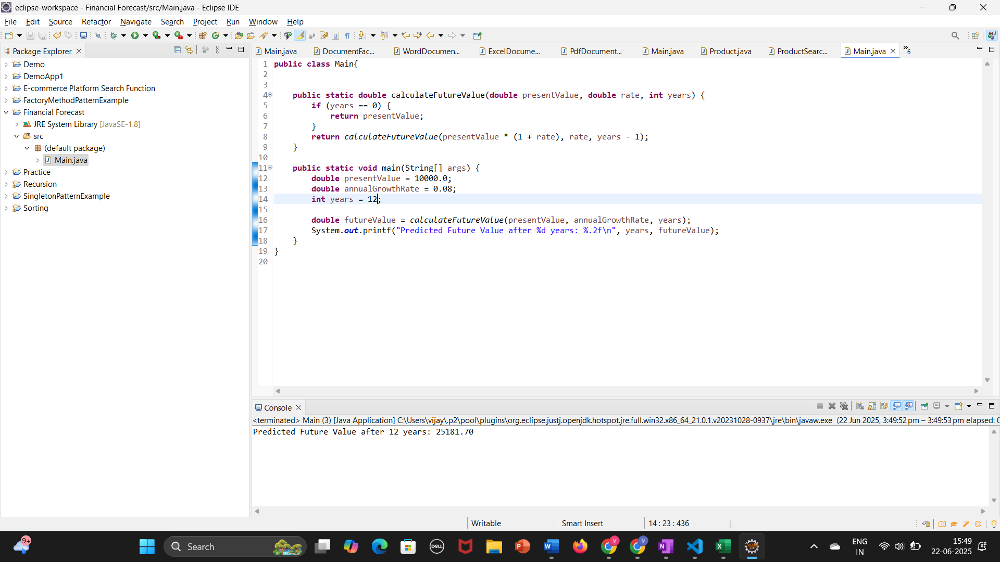 eclipse-workspace - Financial Forecast/src/Main.java - Eclipse IDE
File Edit Source Refactor Navigate Search Project Run Window Help
Package Explorer
Main.java DocumentFac... WordDocumen... ExcelDocume... PdfDocument... Main.java Product.java ProductSearc... Main.java »6
Demo
DemoApp1
E-commerce Platform Search Function
FactoryMethodPatternExample
Financial Forecast
JRE System Library [JavaSE-1.8]
src
(default package)
Main.java
Practice
Recursion
SingletonPatternExample
Sorting
1 public class Main{
2
3
4 public static double calculateFutureValue(double presentValue, double rate, int years) {
5 if (years == 0) {
6 return presentValue;
7 }
8 return calculateFutureValue(presentValue * (1 + rate), rate, years - 1);
9 }
10
11 public static void main(String[] args) {
12 double presentValue = 10000.0;
13 double annualGrowthRate = 0.08;
14 int years = 12;
15
16 double futureValue = calculateFutureValue(presentValue, annualGrowthRate, years);
17 System.out.printf("Predicted Future Value after %d years: %.2f\n", years, futureValue);
18 }
19 }
20
Console
<terminated> Main (3) [Java Application] C:\Users\vijay\.p2\pool\plugins\org.eclipse.justj.openjdk.hotspot.jre.full.win32.x86_64_21.0.1.v20231028-0937\jre\bin\javaw.exe (22 Jun 2025, 3:49:52 pm – 3:49:53 pm elapsed: 0
Predicted Future Value after 12 years: 25181.70
Writable Smart Insert 14 : 23 : 436
9+
Search
DELL
V
V
ENG
IN
15:49
22-06-2025